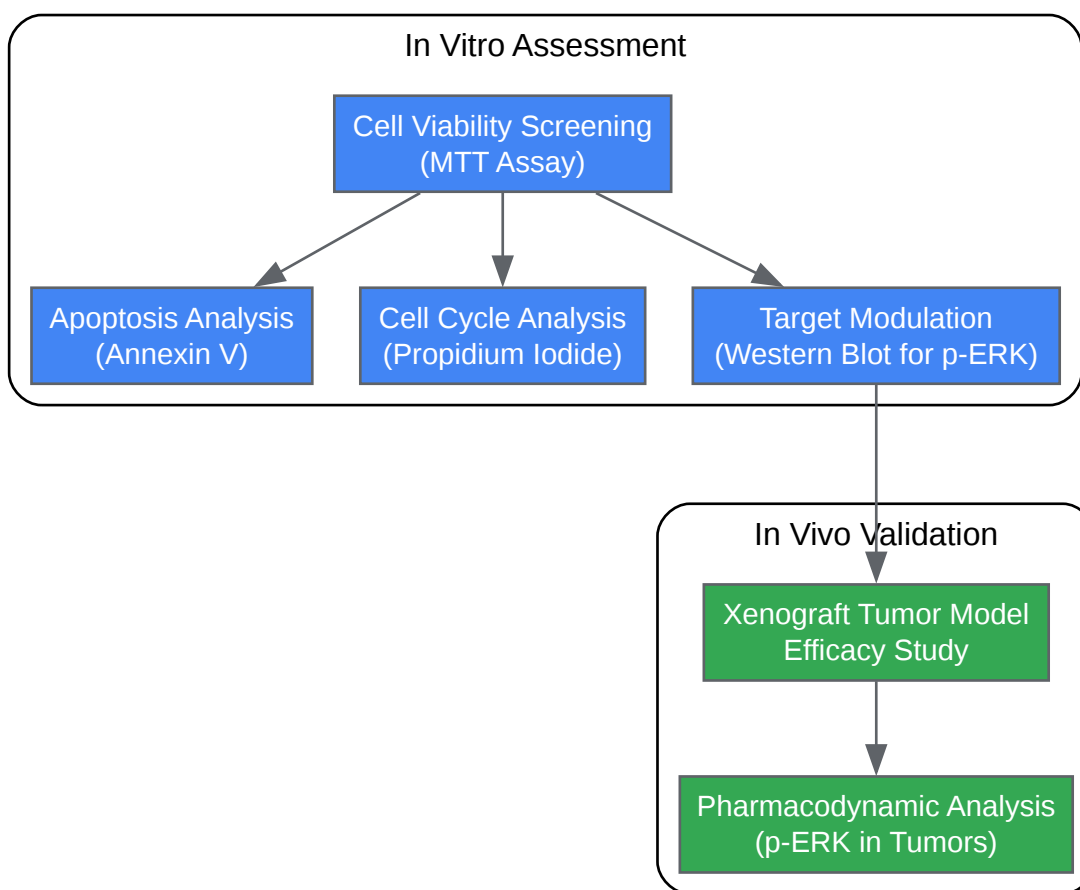 In Vitro Assessment
Cell Viability Screening
(MTT Assay)
Apoptosis Analysis
(Annexin V)
Cell Cycle Analysis
(Propidium Iodide)
Target Modulation
(Western Blot for p-ERK)
In Vivo Validation
Xenograft Tumor Model
Efficacy Study
Pharmacodynamic Analysis
(p-ERK in Tumors)